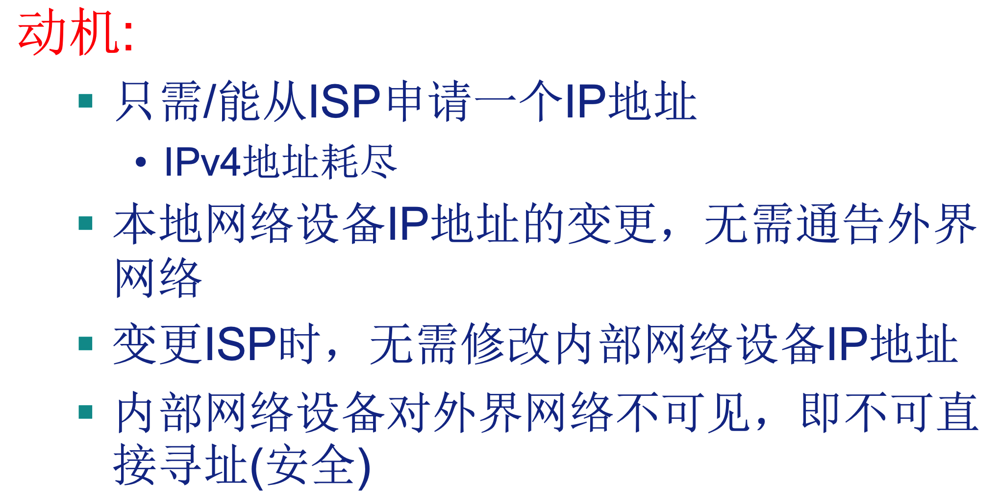 动机:
▪ 只需/能从ISP申请一个IP地址
• IPv4地址耗尽
▪ 本地网络设备IP地址的变更，无需通告外界
网络
▪ 变更ISP时，无需修改内部网络设备IP地址
▪ 内部网络设备对外界网络不可见，即不可直
接寻址(安全)